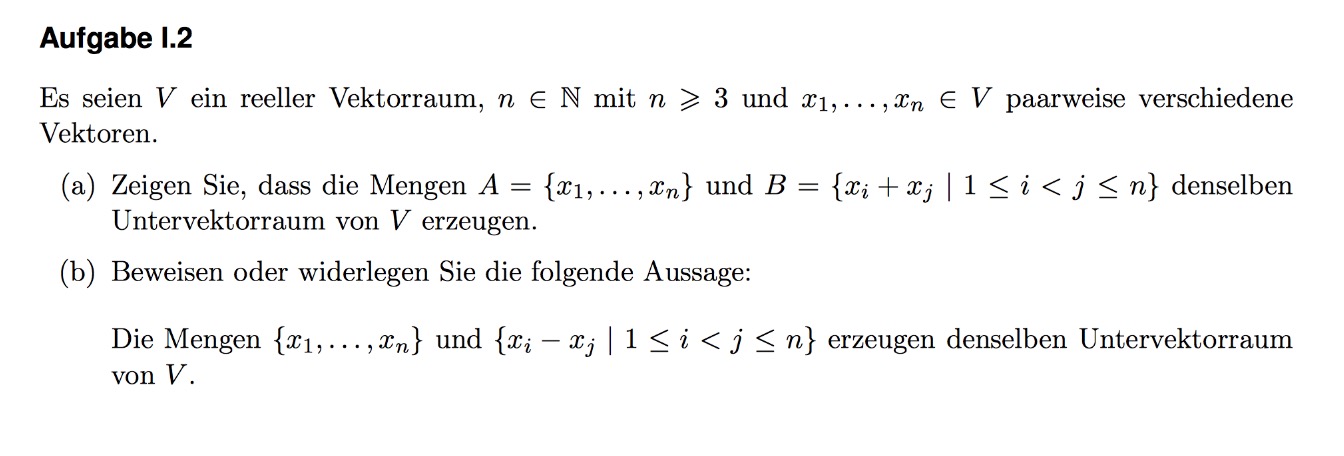 Aufgabe I.2
Es seien V ein reeller Vektorraum, n ∈ ℕ mit n ⩾ 3 und x₁, . . . , xₙ ∈ V paarweise verschiedene
Vektoren.
(a) Zeigen Sie, dass die Mengen A = {x₁, . . . , xₙ} und B = {xᵢ + xⱼ | 1 ≤ i < j ≤ n} denselben
Untervektorraum von V erzeugen.
(b) Beweisen oder widerlegen Sie die folgende Aussage:
Die Mengen {x₁, . . . , xₙ} und {xᵢ − xⱼ | 1 ≤ i < j ≤ n} erzeugen denselben Untervektorraum
von V.